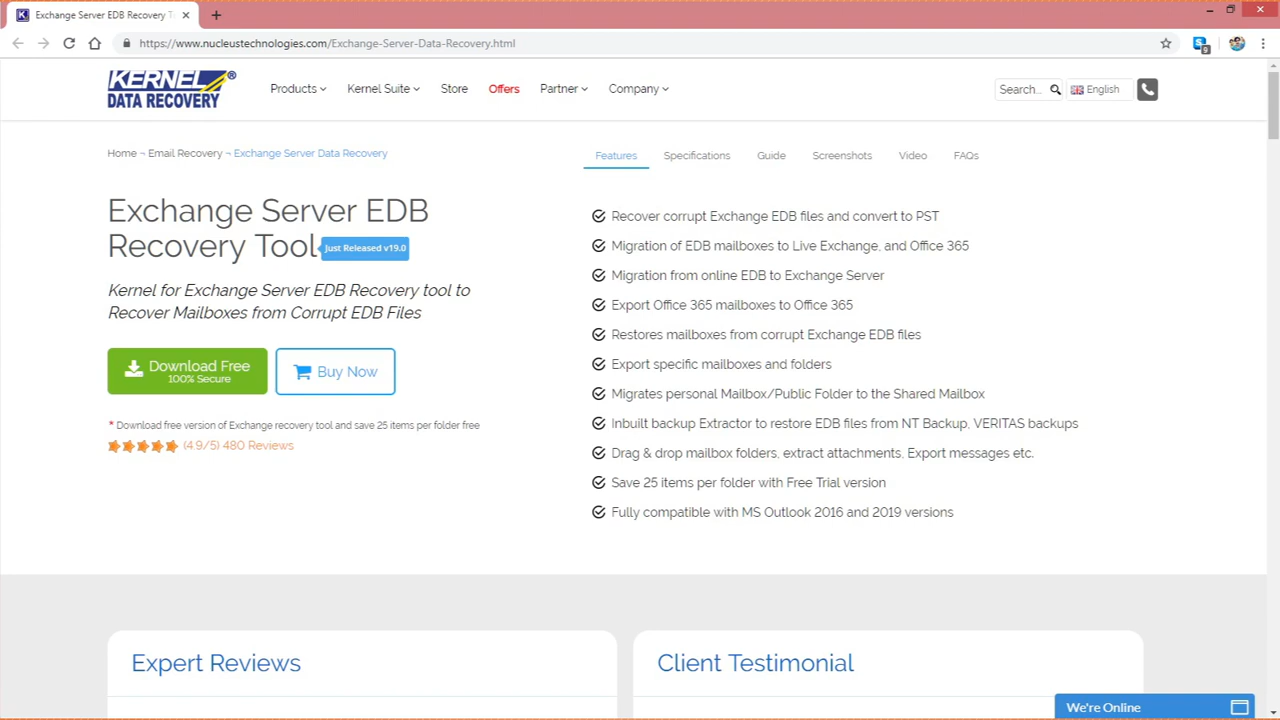 Exchange Server EDB Recovery T
https://www.nucleustechnologies.com/Exchange-Server-Data-Recovery.html
9
KERNEL®
DATA RECOVERY
Products
Kernel Suite
Store
Offers
Partner
Company
Search...
English
Home ¬ Email Recovery ¬ Exchange Server Data Recovery
Features
Specifications
Guide
Screenshots
Video
FAQs
Exchange Server EDB
Recovery Tool
Just Released v19.0
Kernel for Exchange Server EDB Recovery tool to
Recover Mailboxes from Corrupt EDB Files
Download Free
100% Secure
Buy Now
* Download free version of Exchange recovery tool and save 25 items per folder free
(4.9/5) 480 Reviews
Recover corrupt Exchange EDB files and convert to PST
Migration of EDB mailboxes to Live Exchange, and Office 365
Migration from online EDB to Exchange Server
Export Office 365 mailboxes to Office 365
Restores mailboxes from corrupt Exchange EDB files
Export specific mailboxes and folders
Migrates personal Mailbox/Public Folder to the Shared Mailbox
Inbuilt backup Extractor to restore EDB files from NT Backup, VERITAS backups
Drag & drop mailbox folders, extract attachments, Export messages etc.
Save 25 items per folder with Free Trial version
Fully compatible with MS Outlook 2016 and 2019 versions
Expert Reviews
Client Testimonial
We're Online